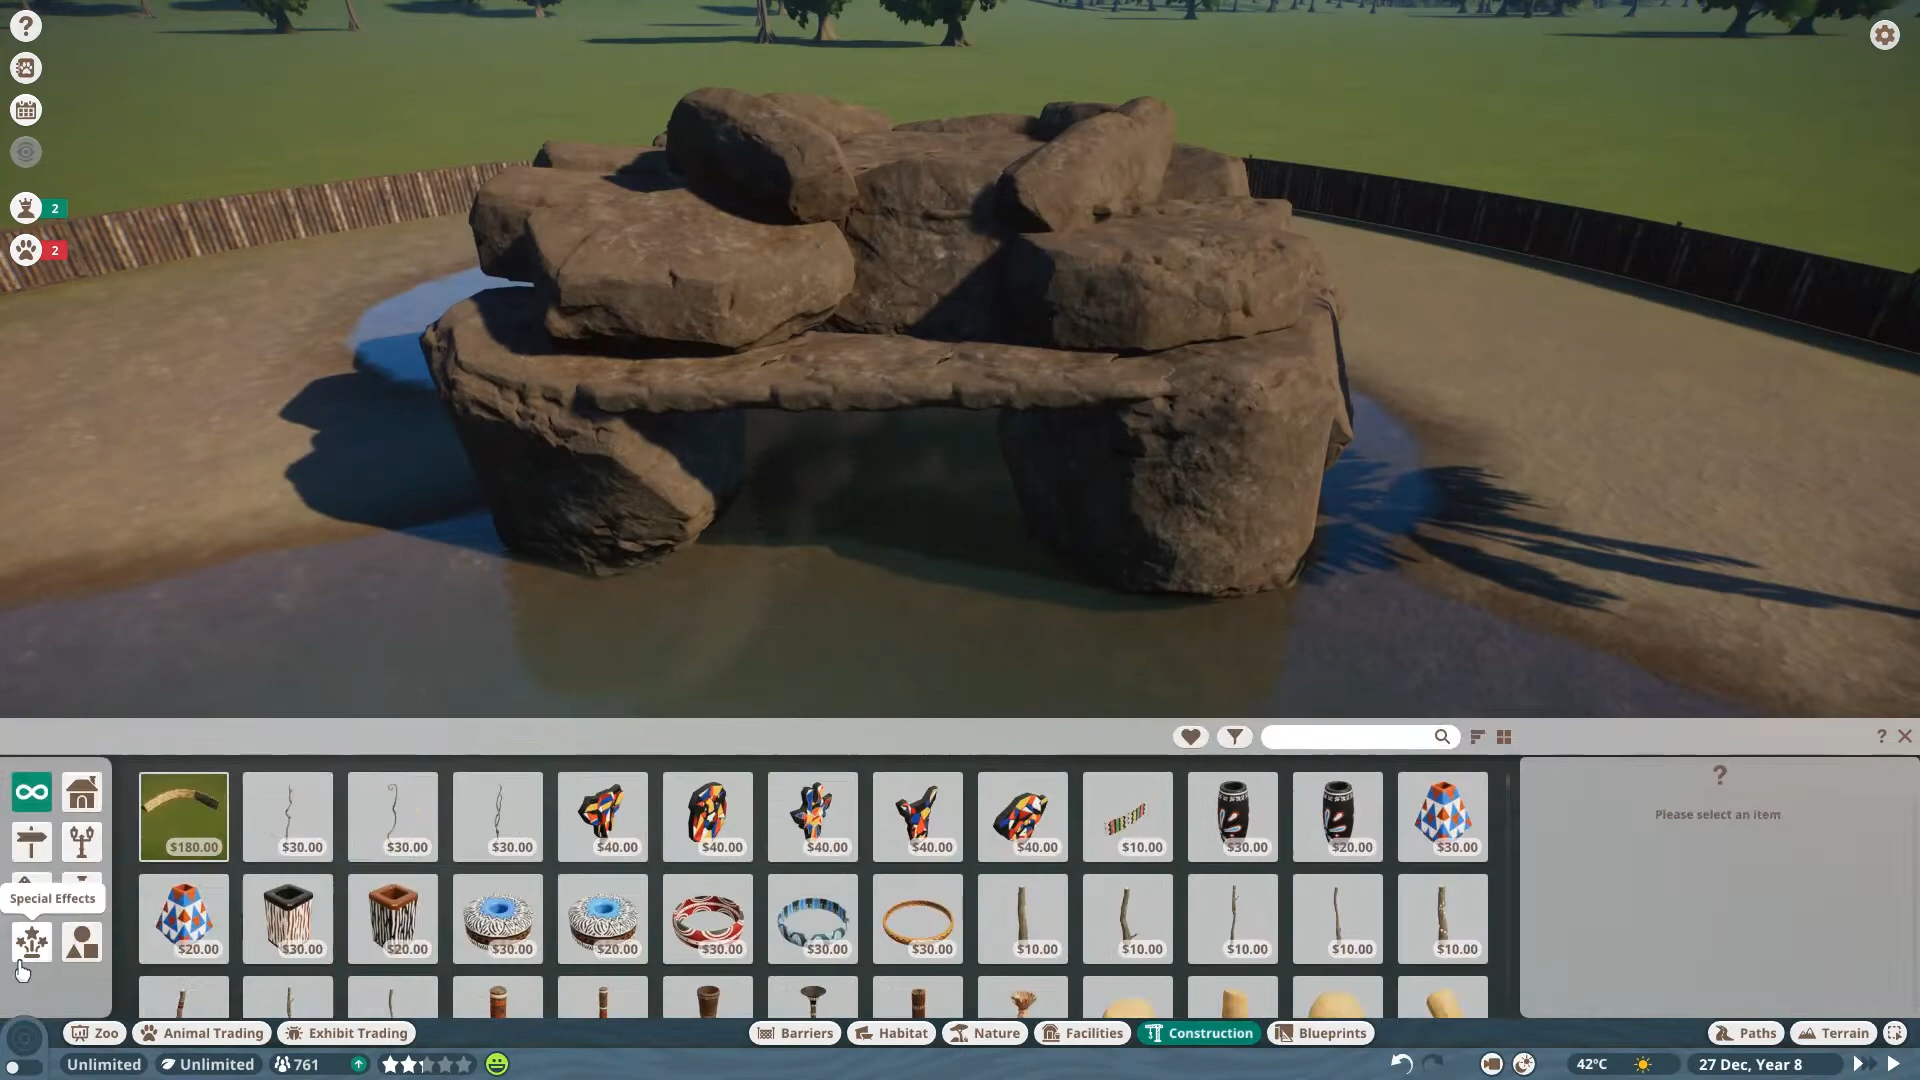 ?
2
2
? ×
?
Please select an item
$180.00 $30.00 $30.00 $30.00 $40.00 $40.00 $40.00 $40.00 $40.00 $10.00 $30.00 $20.00 $30.00
Special Effects
$20.00 $30.00 $20.00 $30.00 $20.00 $30.00 $30.00 $30.00 $10.00 $10.00 $10.00 $10.00 $10.00
Zoo Animal Trading Exhibit Trading Barriers Habitat Nature Facilities Construction Blueprints Paths Terrain
Unlimited Unlimited 761 42°C 27 Dec, Year 8